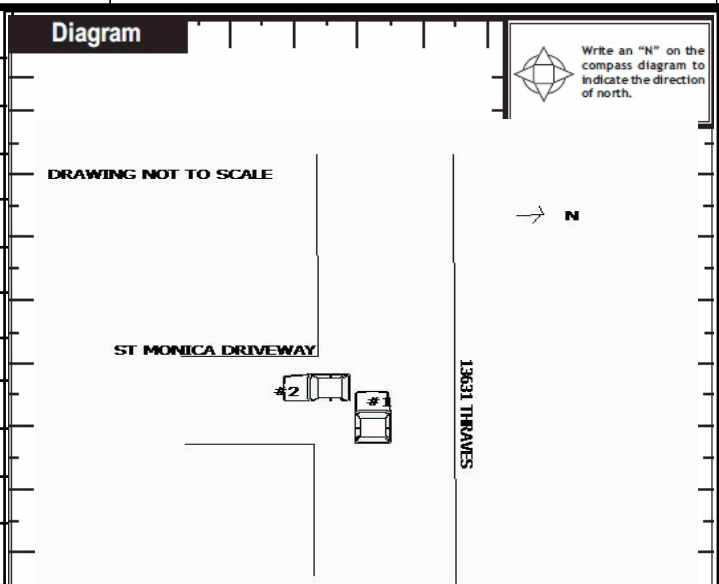 Diagram
Write an "N" on the
compass diagram to
indicate the direction
of north.
DRAWING NOT TO SCALE
N
ST MONICA DRIVEWAY
#2
#1
13631 THRAVES